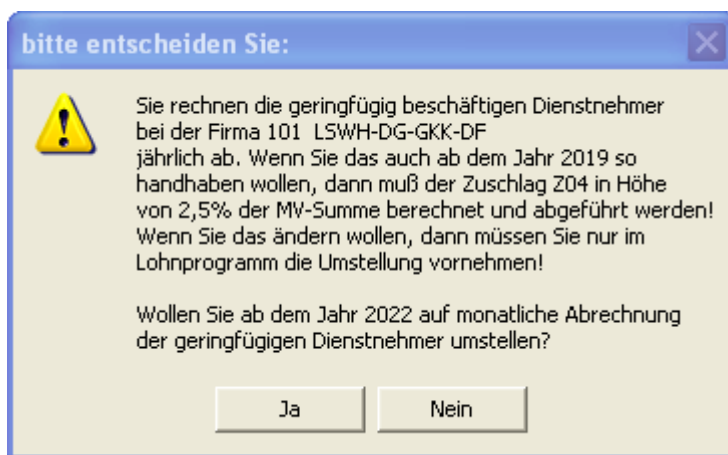 bitte entscheiden Sie:
Sie rechnen die geringfügig beschäftigen Dienstnehmer
bei der Firma 101 LSWH-DG-GKK-DF
jährlich ab. Wenn Sie das auch ab dem Jahr 2019 so
handhaben wollen, dann muß der Zuschlag Z04 in Höhe
von 2,5% der MV-Summe berechnet und abgeführt werden!
Wenn Sie das ändern wollen, dann müssen Sie nur im
Lohnprogramm die Umstellung vornehmen!
Wollen Sie ab dem Jahr 2022 auf monatliche Abrechnung
der geringfügigen Dienstnehmer umstellen?
Ja
Nein